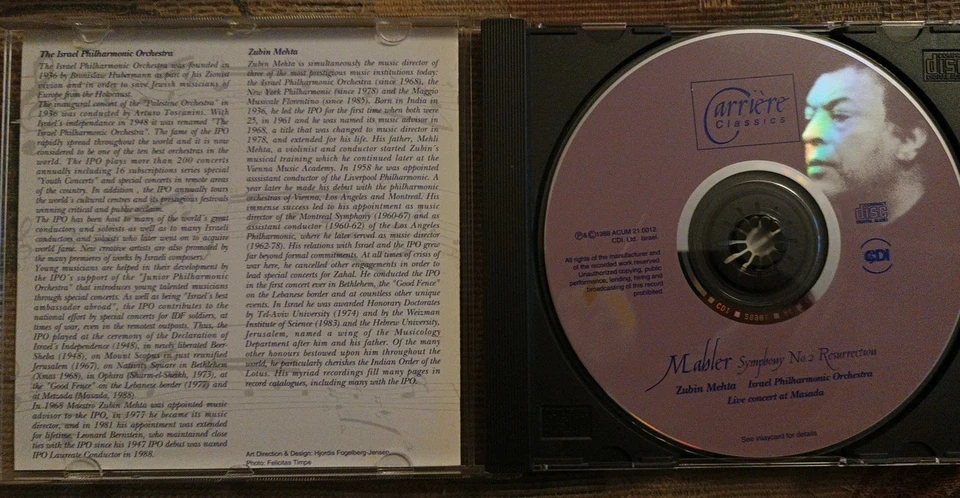 The Israel Philharmonic Orchestra
The Israel Philharmonic Orchestra was founded in
1936 by Bronislaw Hubermann as part of his Zionist
vision and in order to save Jewish musicians of
Europe from the Holocaust.
The inaugural concert of the "Palestine Orchestra" in
1936 was conducted by Arturo Toscanini. With
Israel's independance in 1948 it was renamed "The
Israel Philharmonic Orchestra". The fame of the IPO
rapidly spread throughout the world and it is now
considered to be one of the ten best orchestras in the
world. The IPO plays more than 200 concerts
annually including 16 subscriptions series special
"Youth Concerts" and special concerts in remote areas
of the country. In addition , the IPO annually tours
the world's cultural centres and its prestigious festivals
winning critical and public acclaim.
The IPO has been host to many of the world's great
conductors and soloists as well as to many Israeli
conductors and soloists who later went on to acquire
world fame. New creative artists are also promoted by
the many premieres of works by Israeli composers.
Young musicians are helped in their development by
the IPO's support of the "Junior Philharmonic
Orchestra" that introduces young talented musicians
through special concerts. As well as being "Israel's best
ambassador abroad", the IPO contributes to the
national effort by special concerts for IDF soldiers, at
times of war, even in the remotest outposts. Thus, the
IPO played at the ceremony of the Declaration of
Israel's Independence (1948), in newly liberated Beer-
Sheba (1948), on Mount Scopus in just reunified
Jerusalem (1967), on Nativity Square in Bethlehem
(Xmas 1968), in Ophira (Sharm-el-Sheikh, 1973), at
the "Good Fence" on the Lebanese border (1977) and
at Menada (Masada, 1988).
In 1968 Maestro Zubin Mehta was appointed music
advisor to the IPO, in 1977 he became its music
director, and in 1981 his appointment was extended
for lifetime. Leonard Bernstein, who maintained close
ties with the IPO since his 1947 IPO debut was named
IPO Laureate Conductor in 1988.
Zubin Mehta
Zubin Mehta is simultaneously the music director of
three of the most prestigious music institutions today:
the Israel Philharmonic Orchestra (since 1968), the
New York Philharmonic (since 1978) and the Maggio
Musicale Florentino (since 1985). Born in India in
1936, he led the IPO for the first time when both were
25, in 1961 and he was named its music advisor in
1968, a title that was changed to music director in
1978, and extended for his life. His father, Mehli
Mehta, a violinist and conductor started Zubin's
musical training which he continued later at the
Vienna Music Academy. In 1958 he was appointed
assistant conductor of the Liverpool Philharmonic. A
year later he made his debut with the philharmonic
orchestras of Vienna, Los Angeles and Montreal. His
immense success led to his appointment as music
director of the Montreal Symphony (1960-67) and as
assistant-conductor (1960-62) of the Los Angeles
Philharmonic, where he later served as music director
(1962-78). His relations with Israel and the IPO grew
far beyond formal commitments. At all times of crisis of
war here, he cancelled other engagements in order to
lead special concerts for Zahal. He conducted the IPO
in the first concert ever in Bethlehem, the "Good Fence"
on the Lebanese border and at countless other unique
events. In Israel he was awarded Honorary Doctorates
by Tel-Aviv University (1974) and by the Weizman
Institute of Science (1983) and the Hebrew University,
Jerusalem, named a wing of the Musicology
Department after him and his father. Of the many
other honours bestowed upon him throughout the
world, he particularly cherishes the Indian Order of the
Lotus. His myriad recordings fill many pages in
record catalogues, including many with the IPO.
Art Direction & Design: Hjordis Fogelberg-Jensen
Photo: Felicitas Timpe
Carrière
Classics
disc
DIGITAL AUDIO
CDI
℗&©1988 ACUM 21.0012
CDI, Ltd. Israel.
All rights of the manufacturer and
of the recorded work reserved.
Unauthorized copying, public
performance, lending, hiring and
broadcasting of this record
prohibited.
Mahler Symphony No 2 Resurrection
Zubin Mehta Israel Philharmonic Orchestra
Live concert at Masada
See inlaycard for details
disc